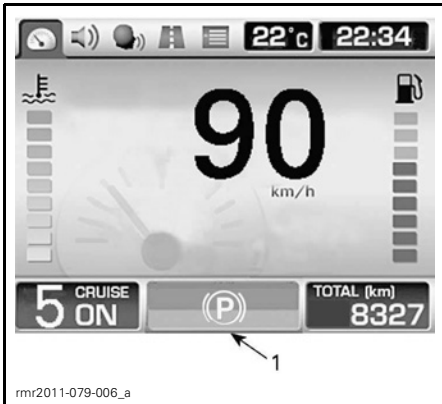 22°C 22:34
90
km/h
5 CRUISE ON (P) TOTAL (km) 8327
1
rmr2011-079-006_a